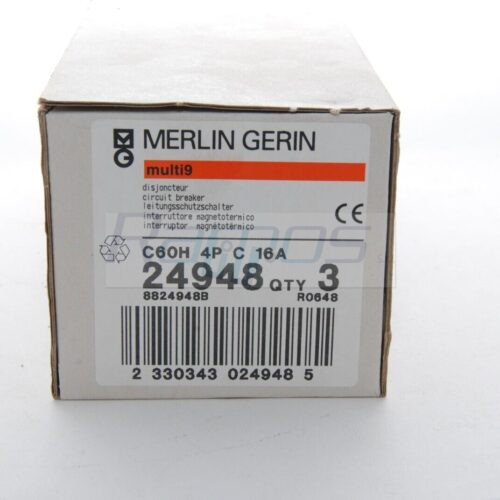 MERLIN GERIN
multi9
disjoncteur
circuit breaker
leitungsschutzschalter
interruttore magnetotermico
interruptor magnetotérmico
CE
C60H 4P C 16A
24948 QTY 3
8824948B R0648
2 330343 024948 5